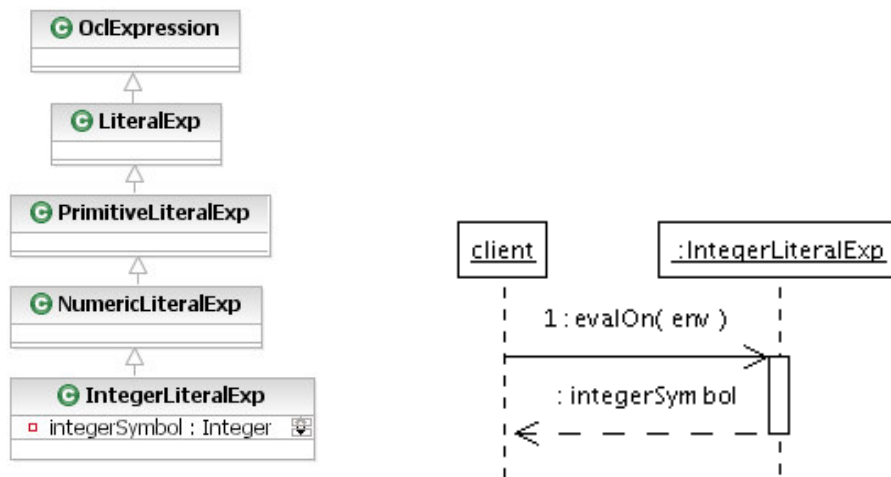 OclExpression
LiteralExp
PrimitiveLiteralExp
NumericLiteralExp
IntegerLiteralExp
integerSymbol : Integer
client
:IntegerLiteralExp
1:evalOn( env )
: integerSymbol